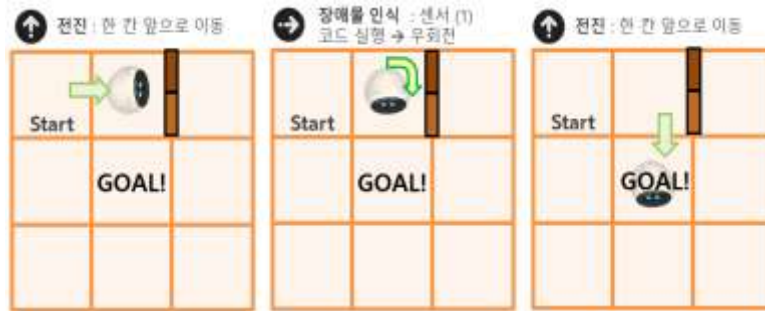 전진 : 한 칸 앞으로 이동
Start
GOAL!
장애물 인식 : 센서 (1)
코드 실행 → 우회전
Start
GOAL!
전진 : 한 칸 앞으로 이동
Start
GOAL!